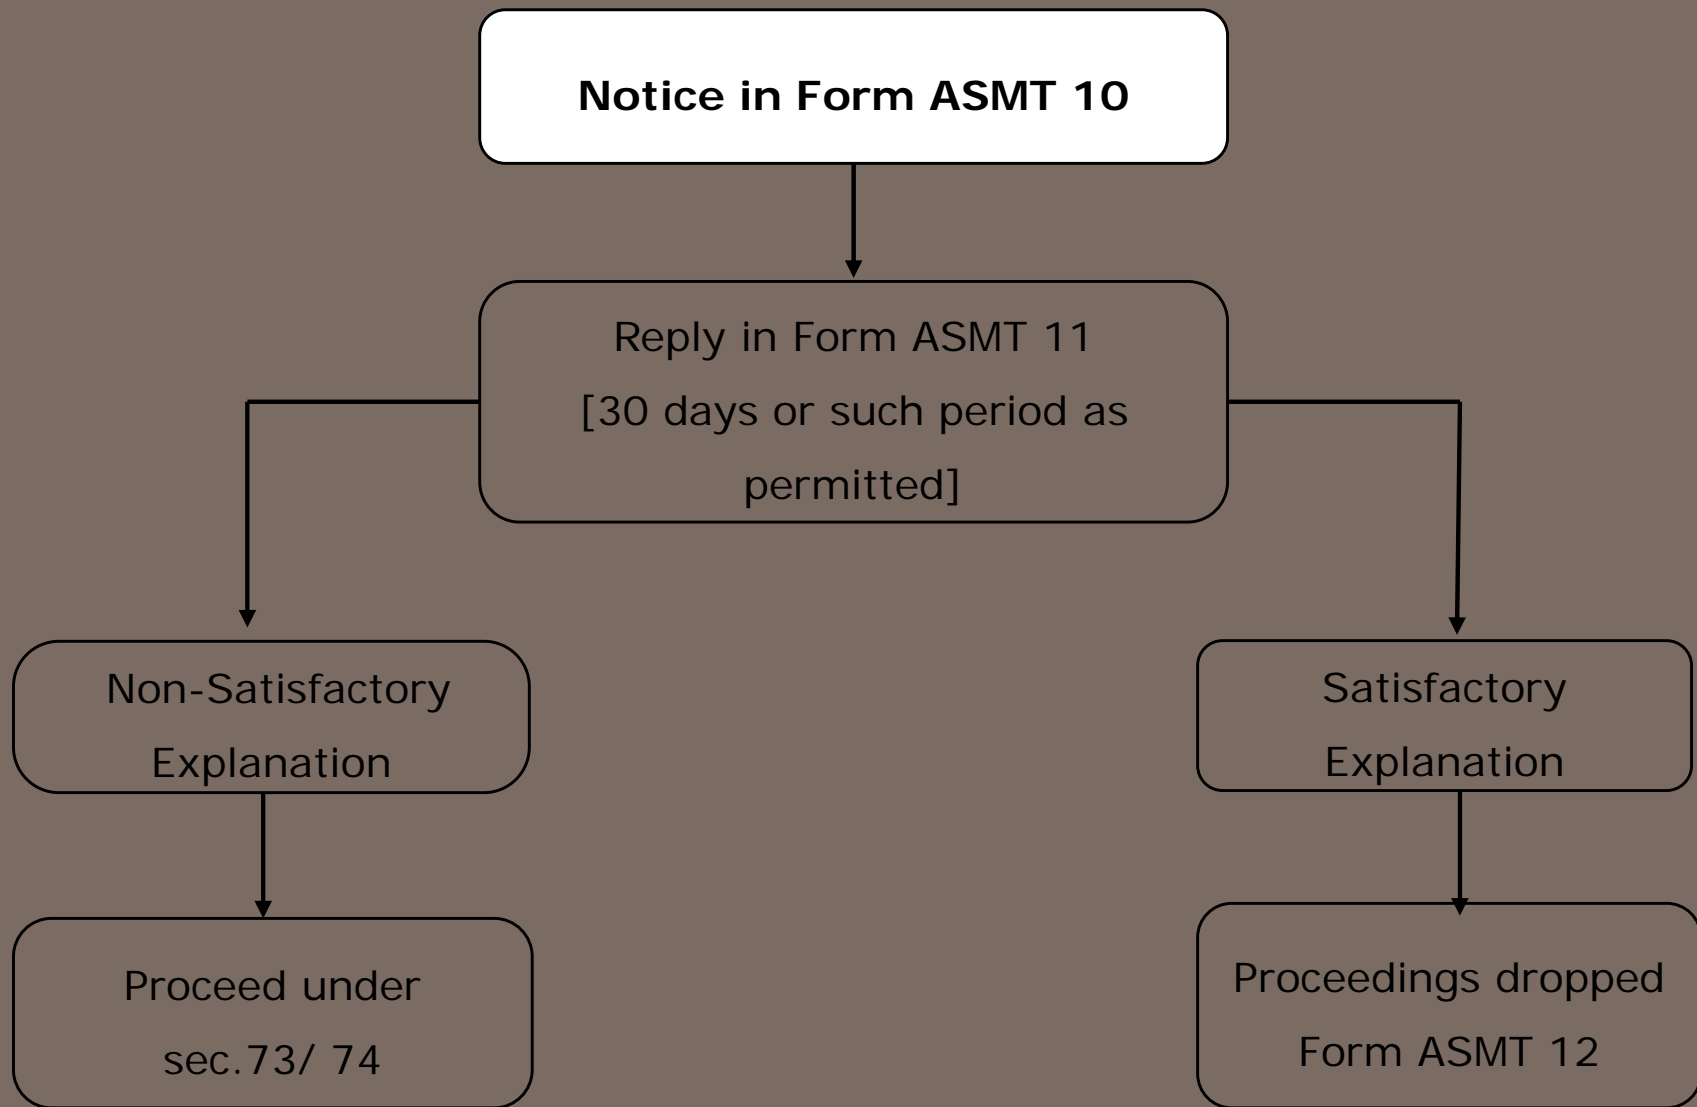 Notice in Form ASMT 10
Reply in Form ASMT 11
[30 days or such period as
permitted]
Non-Satisfactory
Explanation
Satisfactory
Explanation
Proceed under
sec.73/ 74
Proceedings dropped
Form ASMT 12